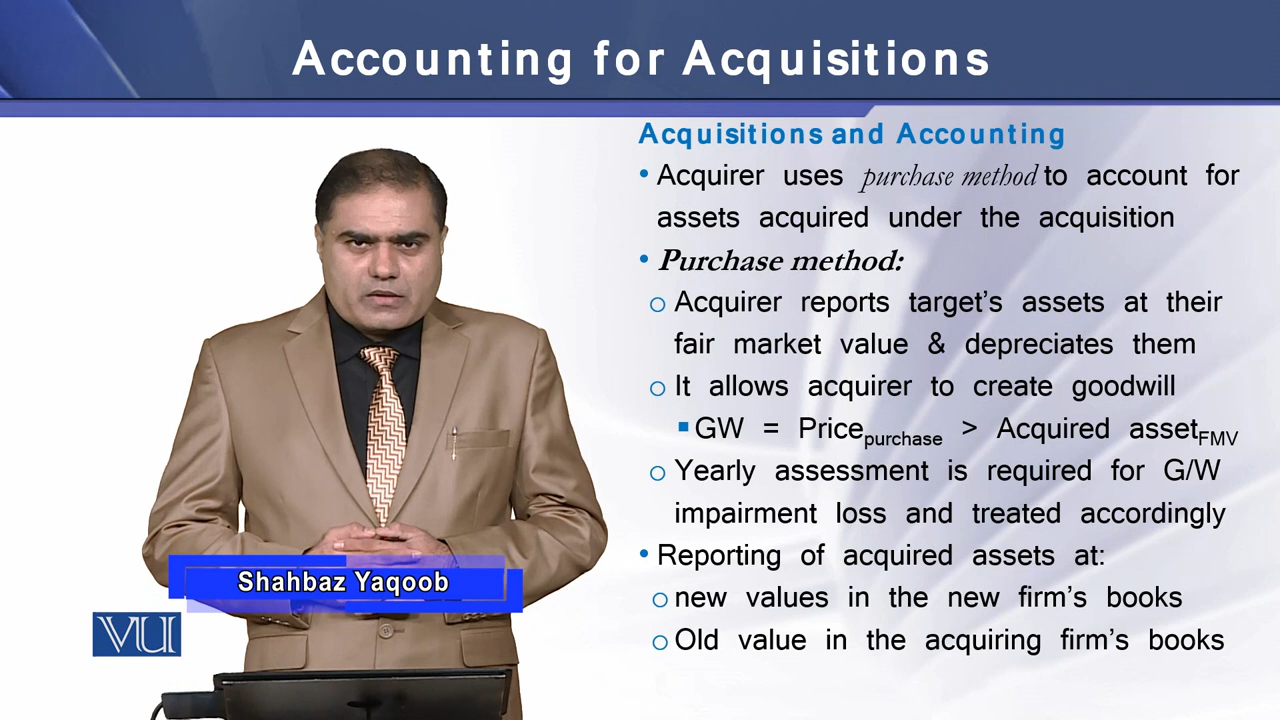 Accounting for Acquisitions
Acquisitions and Accounting
• Acquirer uses purchase method to account for
assets acquired under the acquisition
• Purchase method:
o Acquirer reports target's assets at their
fair market value & depreciates them
o It allows acquirer to create goodwill
▪ GW = Pricepurchase > Acquired assetFMV
o Yearly assessment is required for G/W
impairment loss and treated accordingly
• Reporting of acquired assets at:
o new values in the new firm's books
o Old value in the acquiring firm's books
Shahbaz Yaqoob
VU